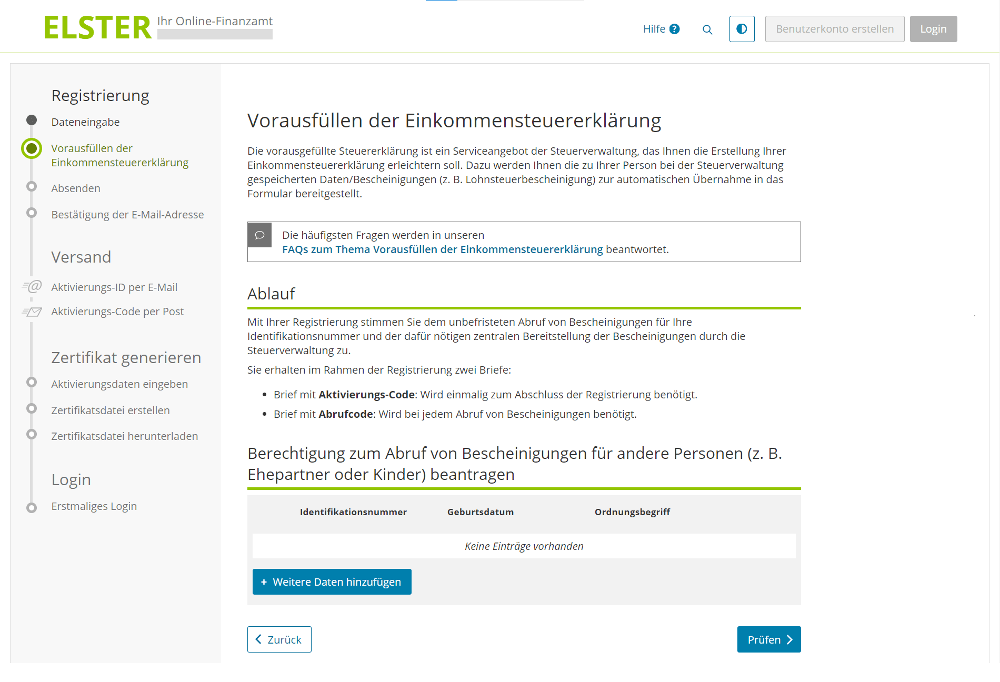 ELSTER Ihr Online-Finanzamt
Hilfe ?
Benutzerkonto erstellen
Login
Registrierung
Dateneingabe
Vorausfüllen der
Einkommensteuererklärung
Absenden
Bestätigung der E-Mail-Adresse
Versand
Aktivierungs-ID per E-Mail
Aktivierungs-Code per Post
Zertifikat generieren
Aktivierungsdaten eingeben
Zertifikatsdatei erstellen
Zertifikatsdatei herunterladen
Login
Erstmaliges Login
Vorausfüllen der Einkommensteuererklärung
Die vorausgefüllte Steuererklärung ist ein Serviceangebot der Steuerverwaltung, das Ihnen die Erstellung Ihrer
Einkommensteuererklärung erleichtern soll. Dazu werden Ihnen die zu Ihrer Person bei der Steuerverwaltung
gespeicherten Daten/Bescheinigungen (z. B. Lohnsteuerbescheinigung) zur automatischen Übernahme in das
Formular bereitgestellt.
Die häufigsten Fragen werden in unseren
FAQs zum Thema Vorausfüllen der Einkommensteuererklärung beantwortet.
Ablauf
Mit Ihrer Registrierung stimmen Sie dem unbefristeten Abruf von Bescheinigungen für Ihre
Identifikationsnummer und der dafür nötigen zentralen Bereitstellung der Bescheinigungen durch die
Steuerverwaltung zu.
Sie erhalten im Rahmen der Registrierung zwei Briefe:
• Brief mit Aktivierungs-Code: Wird einmalig zum Abschluss der Registrierung benötigt.
• Brief mit Abrufcode: Wird bei jedem Abruf von Bescheinigungen benötigt.
Berechtigung zum Abruf von Bescheinigungen für andere Personen (z. B.
Ehepartner oder Kinder) beantragen
Identifikationsnummer Geburtsdatum Ordnungsbegriff
Keine Einträge vorhanden
+ Weitere Daten hinzufügen
Zurück
Prüfen